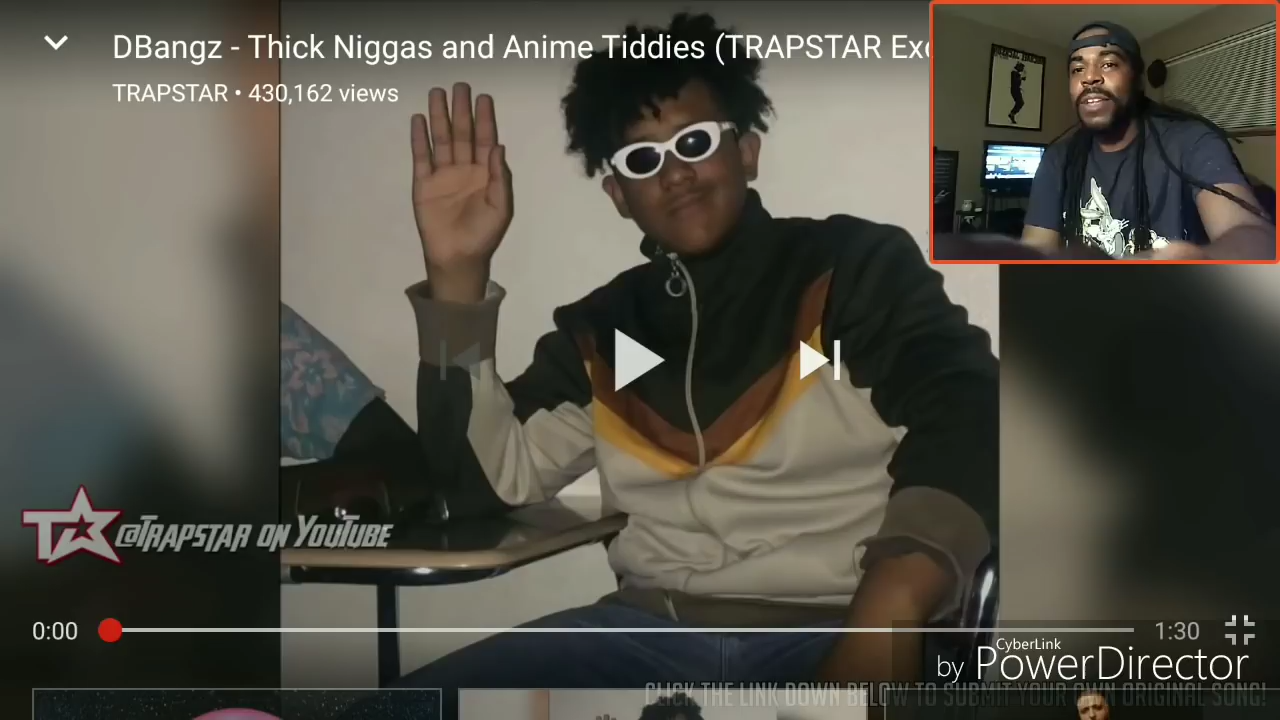 DBangz - Thick Niggas and Anime Tiddies (TRAPSTAR Exc
TRAPSTAR • 430,162 views
@TRAPSTAR ON YOUTUBE
0:00
1:30
CyberLink
by PowerDirector
CLICK THE LINK DOWN BELOW TO SUBMIT YOUR OWN ORIGINAL SONG!